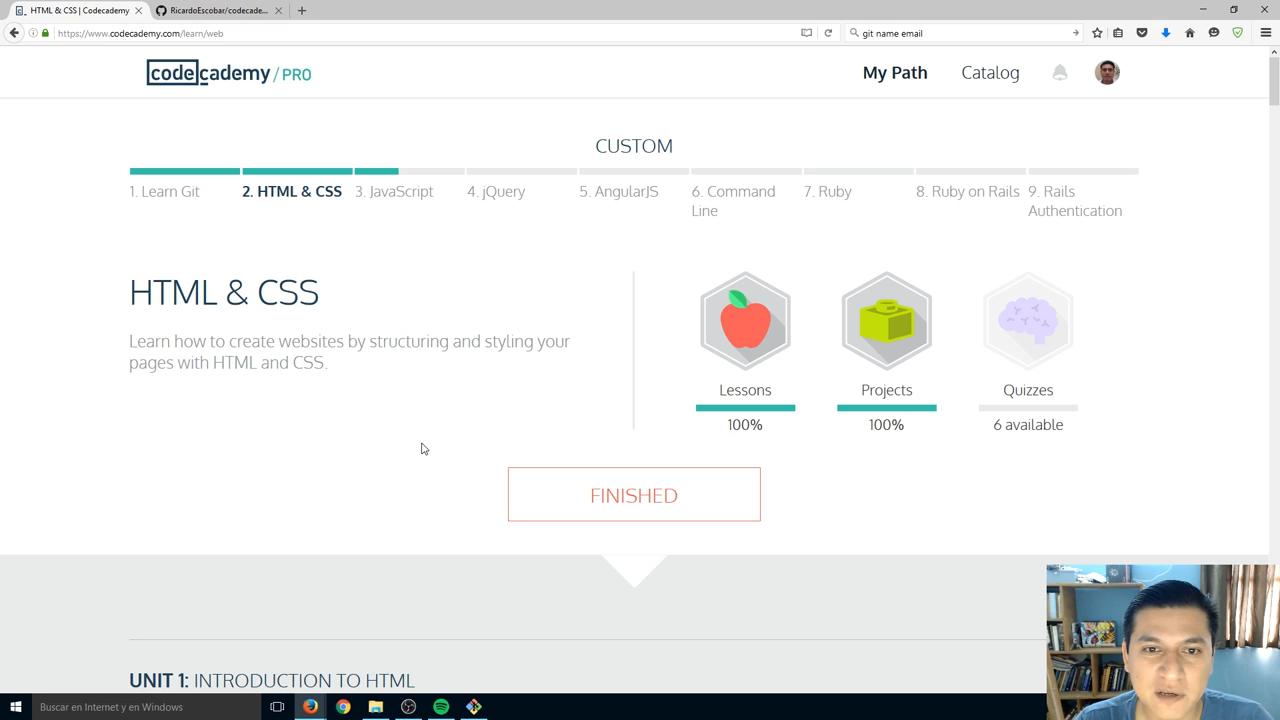 HTML & CSS | Codecademy
RicardoEscobar/codecade...
https://www.codecademy.com/learn/web
git name email
codecademy / PRO
My Path
Catalog
CUSTOM
1. Learn Git
2. HTML & CSS
3. JavaScript
4. jQuery
5. AngularJS
6. Command
Line
7. Ruby
8. Ruby on Rails
9. Rails
Authentication
HTML & CSS
Learn how to create websites by structuring and styling your
pages with HTML and CSS.
Lessons
100%
Projects
100%
Quizzes
6 available
FINISHED
UNIT 1: INTRODUCTION TO HTML
Buscar en Internet y en Windows